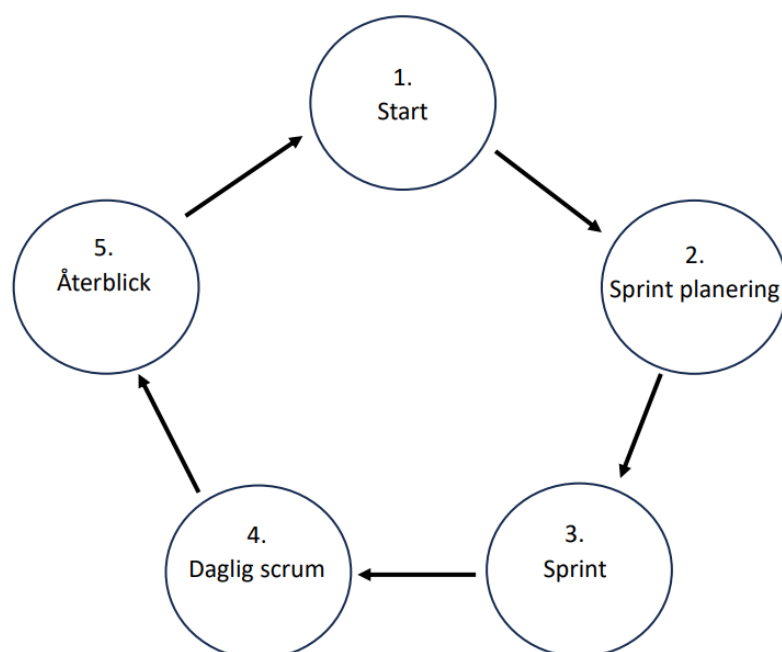 1.
Start
2.
Sprint planering
3.
Sprint
4.
Daglig scrum
5.
Återblick